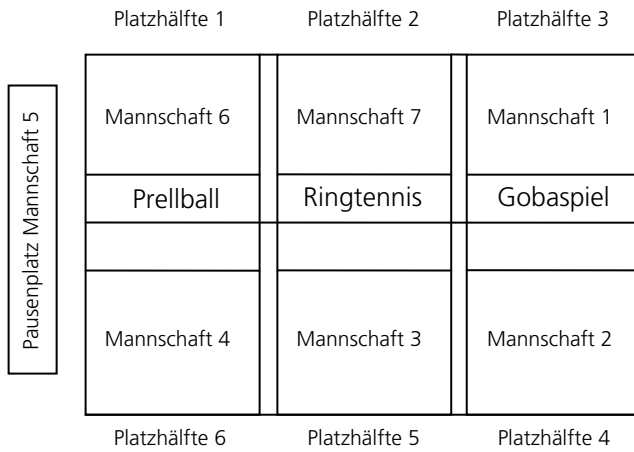 Platzhälfte 1 Platzhälfte 2 Platzhälfte 3
Pausenplatz Mannschaft 5
Mannschaft 6 Mannschaft 7 Mannschaft 1
Prellball Ringtennis Gobaspiel
Mannschaft 4 Mannschaft 3 Mannschaft 2
Platzhälfte 6 Platzhälfte 5 Platzhälfte 4